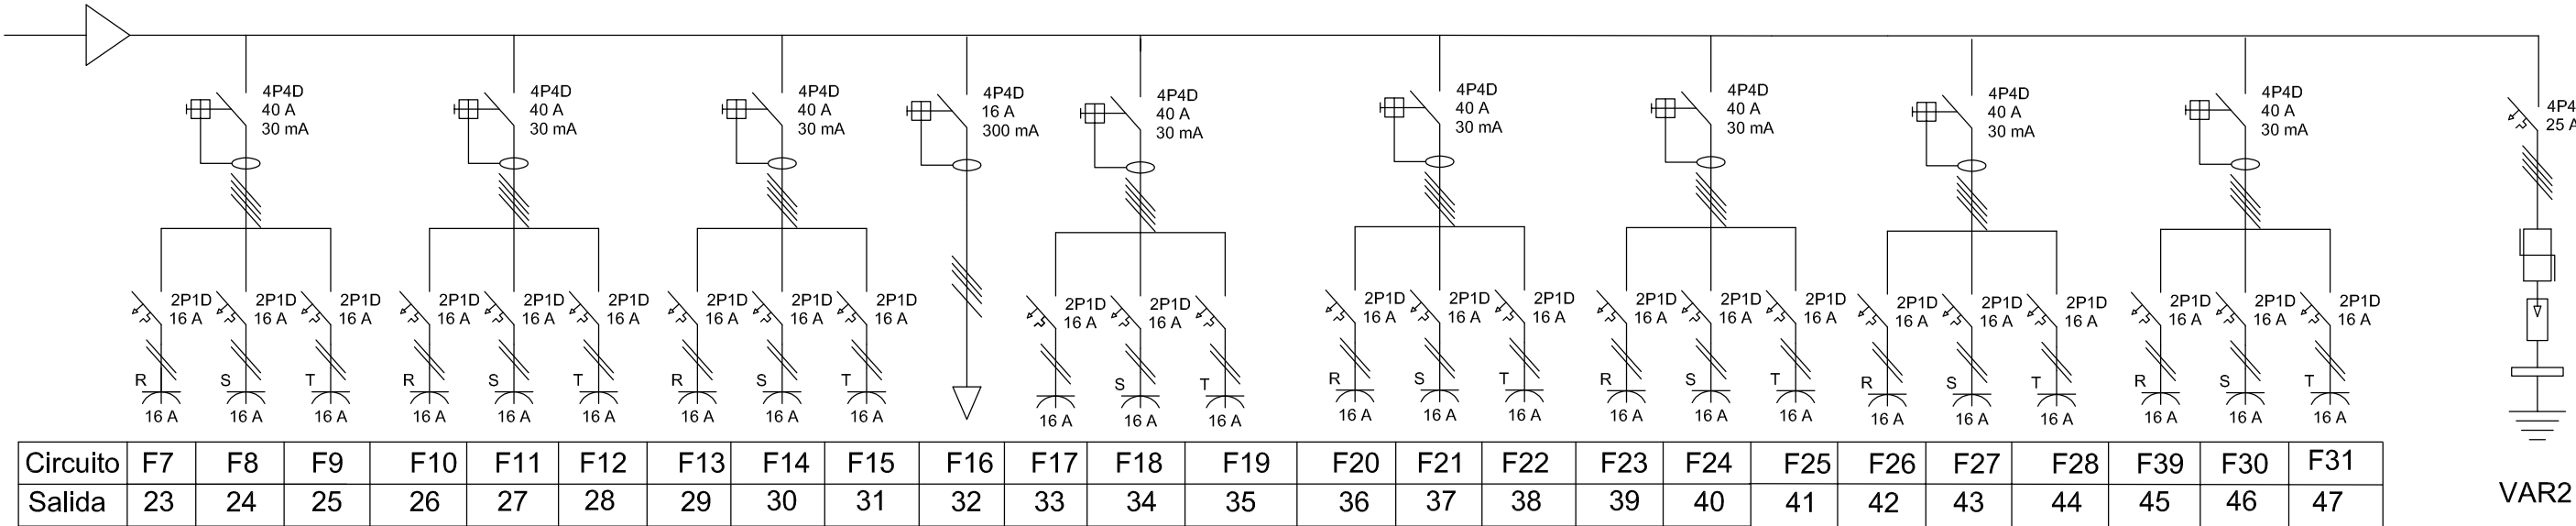 4P4D
40 A
30 mA
4P4D
40 A
30 mA
4P4D
40 A
30 mA
4P4D
16 A
300 mA
4P4D
40 A
30 mA
4P4D
40 A
30 mA
4P4D
40 A
30 mA
4P4D
40 A
30 mA
4P4D
40 A
30 mA
4P4
25 A
2P1D 2P1D 2P1D
16 A 16 A 16 A
2P1D 2P1D 2P1D
16 A 16 A 16 A
2P1D 2P1D 2P1D
16 A 16 A 16 A
2P1D 2P1D 2P1D
16 A 16 A 16 A
2P1D 2P1D 2P1D
16 A 16 A 16 A
2P1D 2P1D 2P1D
16 A 16 A 16 A
2P1D 2P1D 2P1D
16 A 16 A 16 A
2P1D 2P1D 2P1D
16 A 16 A 16 A
R S T
16 A 16 A 16 A
R S T
16 A 16 A 16 A
R S T
16 A 16 A 16 A
S T
16 A 16 A 16 A
R S T
16 A 16 A 16 A
R S T
16 A 16 A 16 A
R S T
16 A 16 A 16 A
R S T
16 A 16 A 16 A
Circuito F7 F8 F9 F10 F11 F12 F13 F14 F15 F16 F17 F18 F19 F20 F21 F22 F23 F24 F25 F26 F27 F28 F39 F30 F31
Salida 23 24 25 26 27 28 29 30 31 32 33 34 35 36 37 38 39 40 41 42 43 44 45 46 47
VAR2